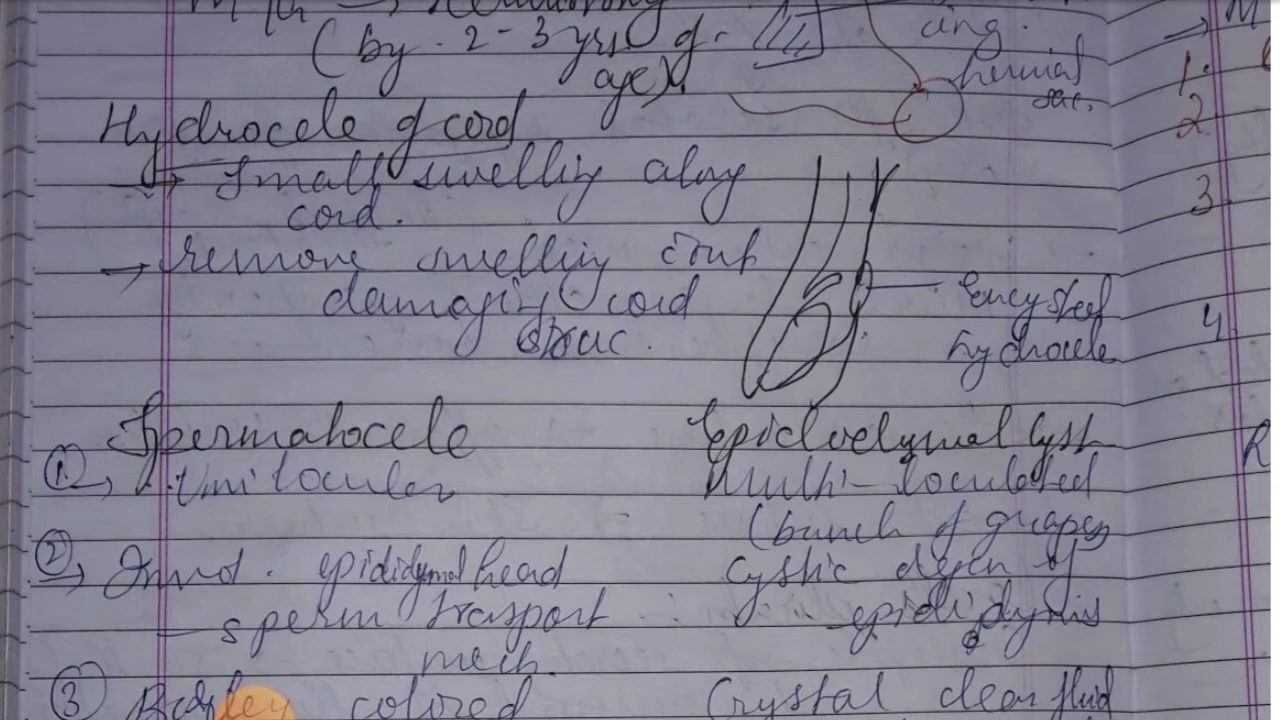 (by 2-3 yrs of
age)
ing.
hernial
sac.
Hydrocele of cord
→ Small swelling along
cord.
→ remove swelling
damaging cord
struc.
Encysted
hydrocele
1.
2
3
4
M
R
Spermatocele Epididymal Cyst
① → Unilocular Multi-loculated
(bunch of grapes
② → epididymal head cystic degen of
sperm transport epididymis
mech.
③ Barley colored Crystal clear fluid